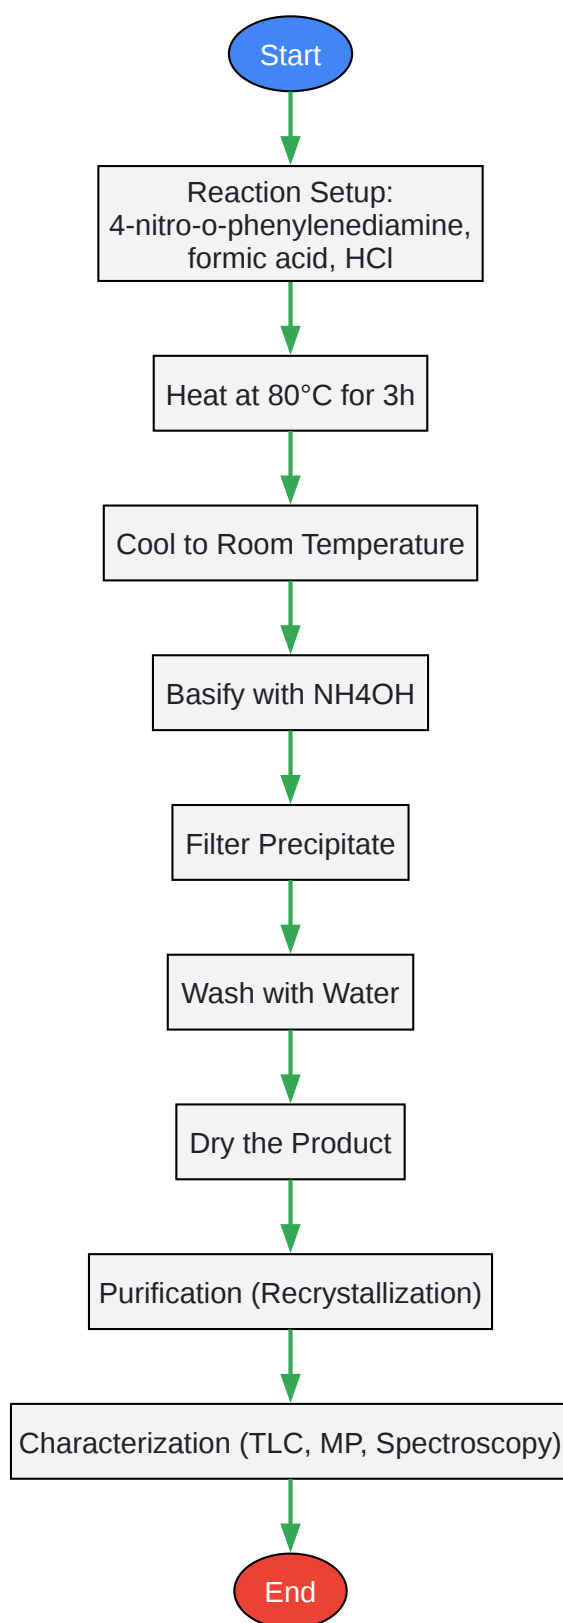 Start
Reaction Setup:
4-nitro-o-phenylenediamine,
formic acid, HCl
Heat at 80°C for 3h
Cool to Room Temperature
Basify with NH4OH
Filter Precipitate
Wash with Water
Dry the Product
Purification (Recrystallization)
Characterization (TLC, MP, Spectroscopy)
End